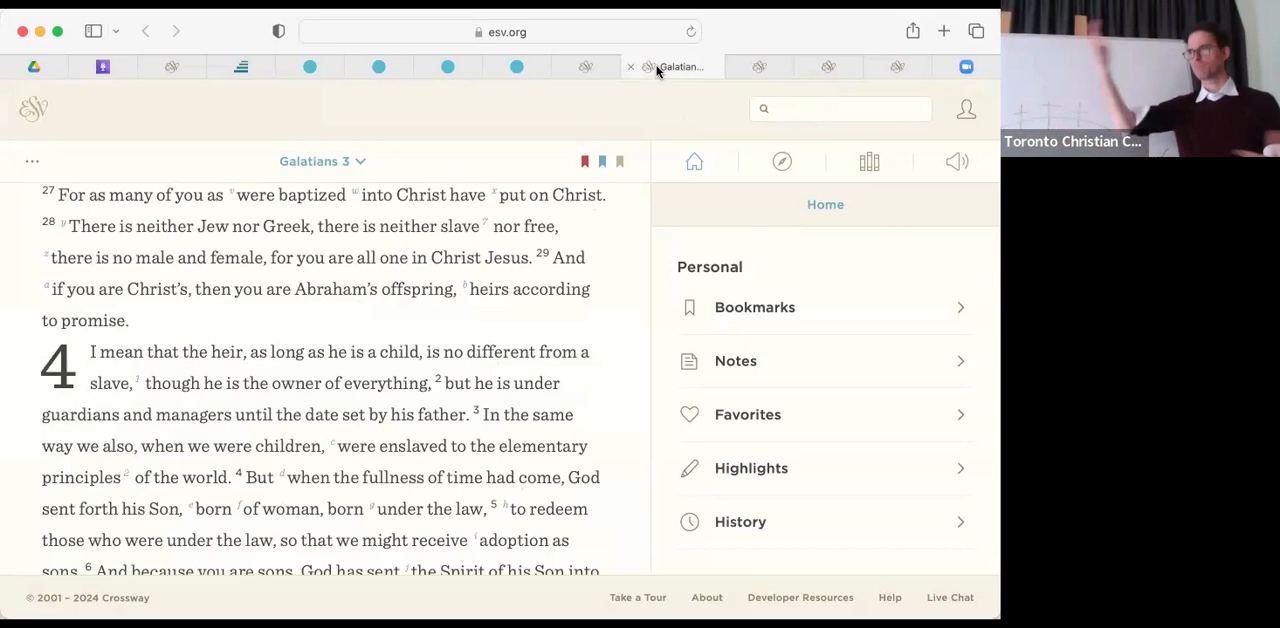 esv.org
Galatian...
ESV
Toronto Christian C...
Galatians 3
27 For as many of you as v were baptized w into Christ have x put on Christ.
28 y There is neither Jew nor Greek, there is neither slave 7 nor free,
z there is no male and female, for you are all one in Christ Jesus. 29 And
a if you are Christ’s, then you are Abraham’s offspring, b heirs according
to promise.
4 I mean that the heir, as long as he is a child, is no different from a
slave, 1 though he is the owner of everything, 2 but he is under
guardians and managers until the date set by his father. 3 In the same
way we also, when we were children, c were enslaved to the elementary
principles 2 of the world. 4 But d when the fullness of time had come, God
sent forth his Son, e born f of woman, born g under the law, 5 h to redeem
those who were under the law, so that we might receive i adoption as
sons. 6 And because you are sons, God has sent j the Spirit of his Son into
Home
Personal
Bookmarks
Notes
Favorites
Highlights
History
© 2001 – 2024 Crossway
Take a Tour
About
Developer Resources
Help
Live Chat